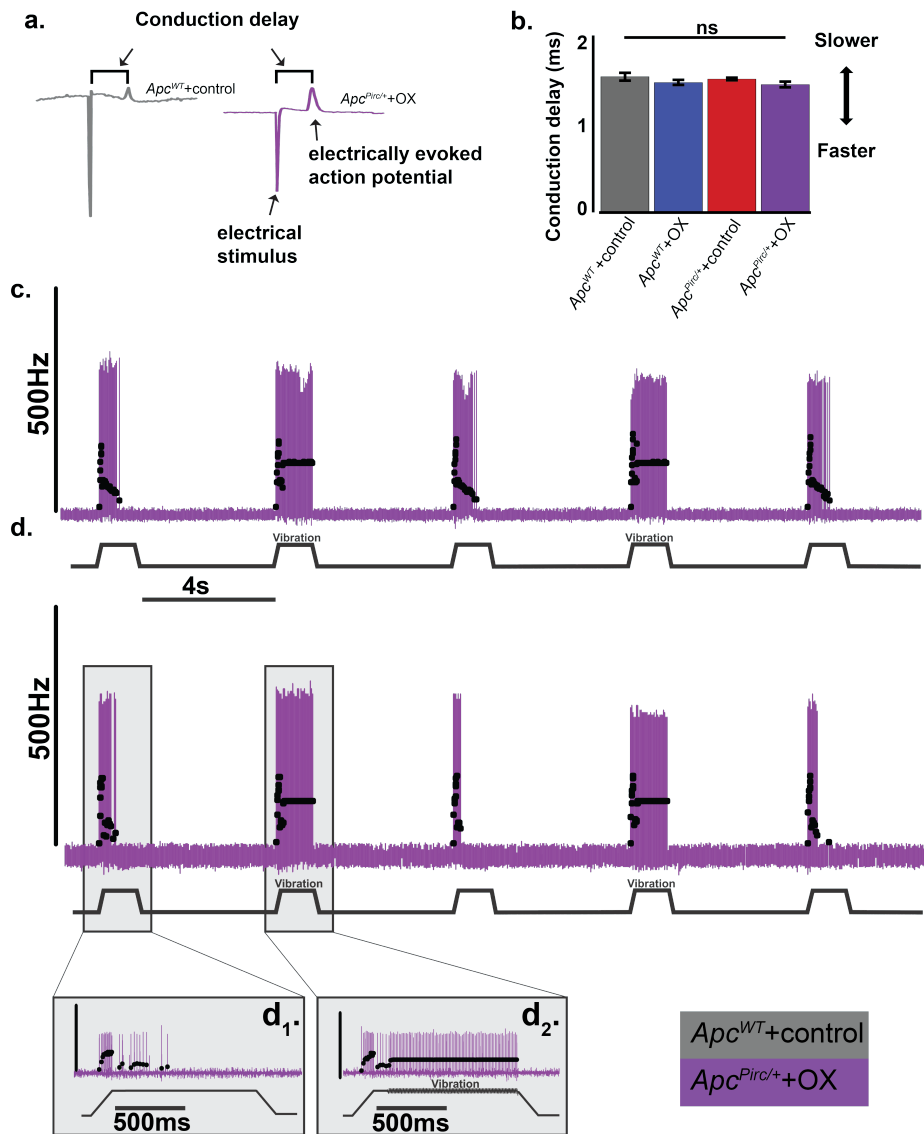 a.
Conduction delay
Apc^WT+control
Apc^Pirc/++OX
electrically evoked
action potential
electrical
stimulus
b.
Conduction delay (ms)
2
1
0
ns
Slower
Faster
Apc^WT+control
Apc^WT+OX
Apc^Pirc/++control
Apc^Pirc/++OX
c.
500Hz
Vibration
Vibration
4s
d.
500Hz
Vibration
Vibration
d1.
500ms
d2.
Vibration
500ms
Apc^WT+control
Apc^Pirc/++OX